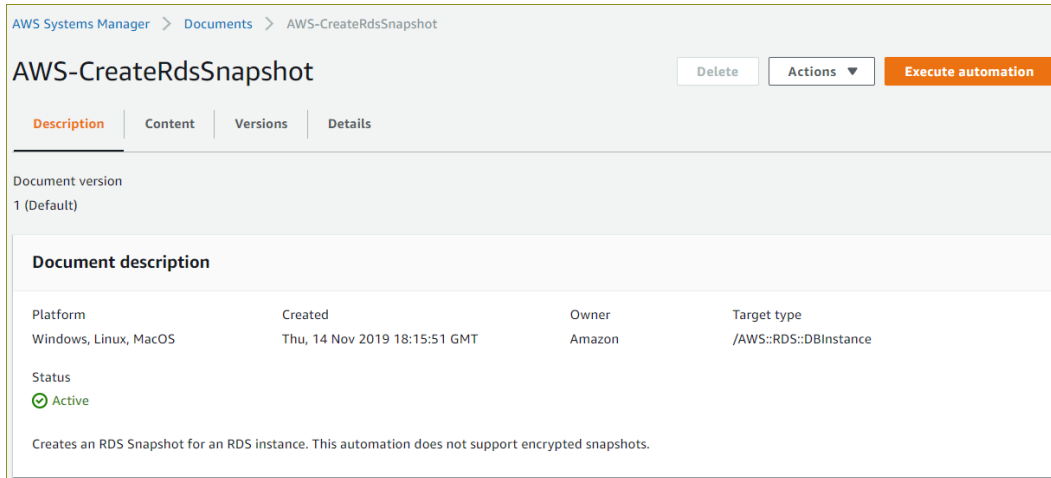 AWS Systems Manager > Documents > AWS-CreateRdsSnapshot
AWS-CreateRdsSnapshot
Delete Actions ▼ Execute automation
Description Content Versions Details
Document version
1 (Default)
Document description
Platform Created Owner Target type
Windows, Linux, MacOS Thu, 14 Nov 2019 18:15:51 GMT Amazon /AWS::RDS::DBInstance
Status
Active
Creates an RDS Snapshot for an RDS instance. This automation does not support encrypted snapshots.